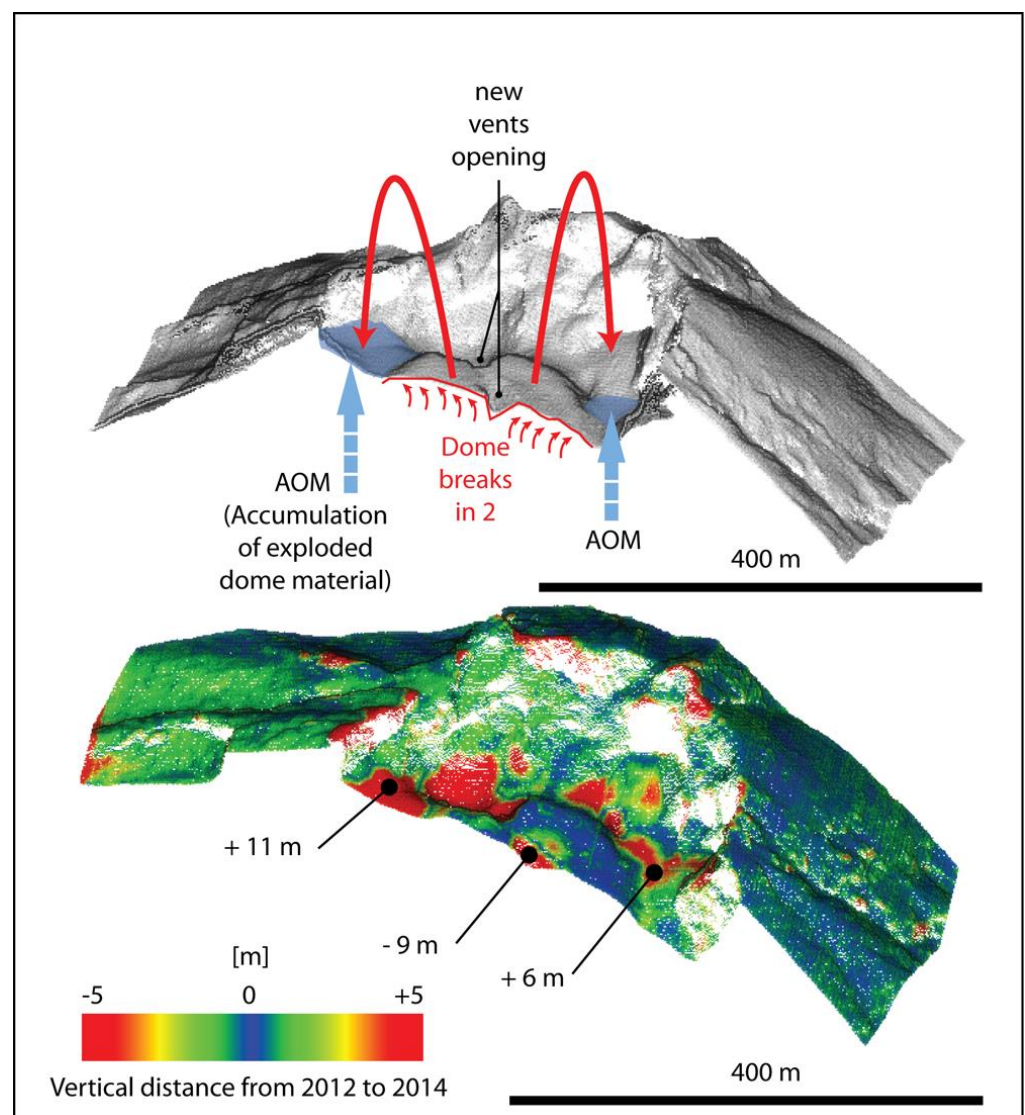 new
vents
opening
Dome
breaks
in 2
AOM
(Accumulation
of exploded
dome material)
AOM
400 m
+ 11 m
- 9 m
+ 6 m
[m]
-5 0 +5
Vertical distance from 2012 to 2014
400 m